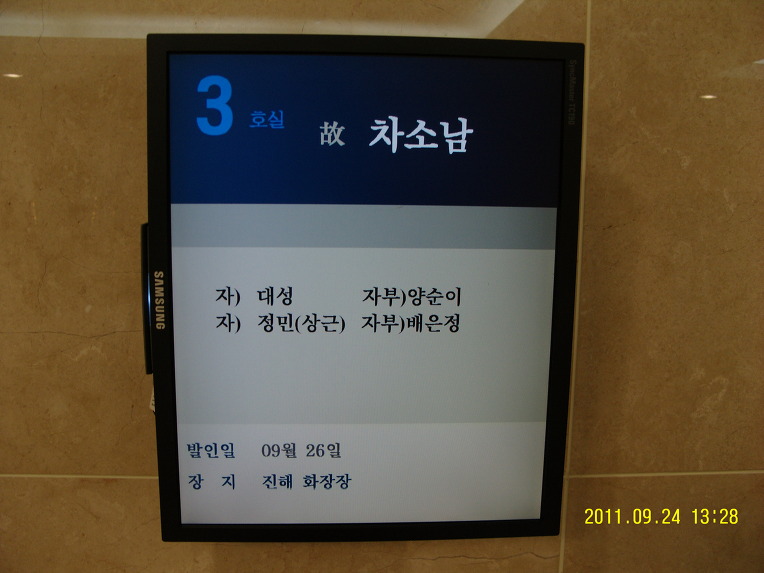 3 호실 故 차소남
자) 대성 자부)양순이
자) 정민(상근) 자부)배은정
발인일 09월 26일
장 지 진해 화장장
SAMSUNG
2011.09.24 13:28